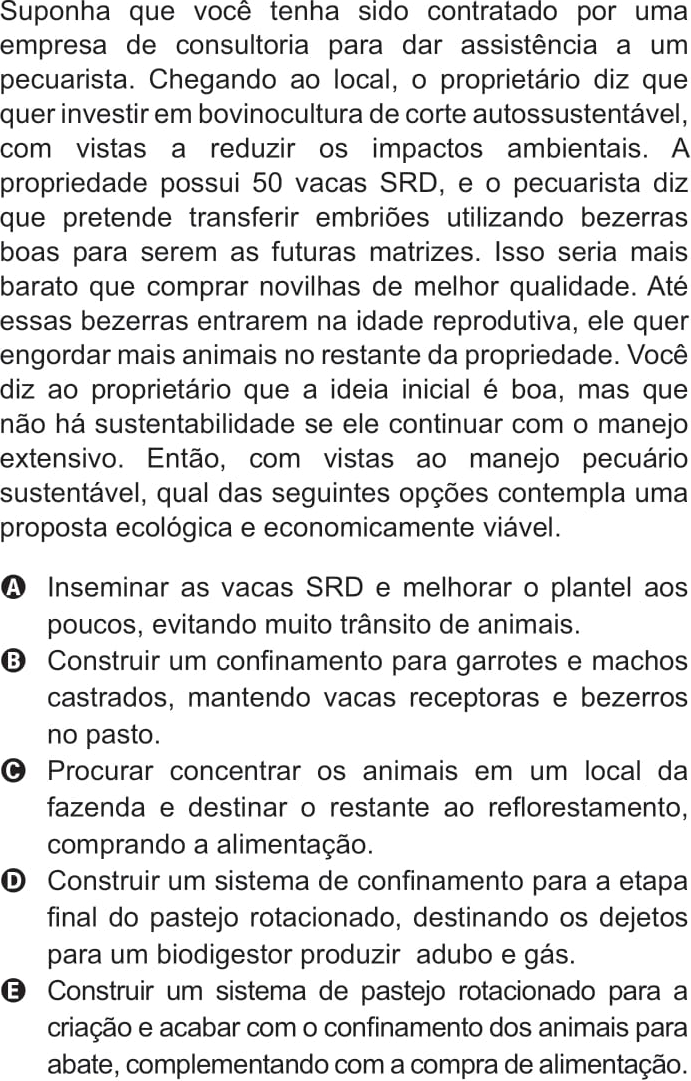 Suponha que você tenha sido contratado por uma
empresa de consultoria para dar assistência a um
pecuarista. Chegando ao local, o proprietário diz que
quer investir em bovinocultura de corte autossustentável,
com vistas a reduzir os impactos ambientais. A
propriedade possui 50 vacas SRD, e o pecuarista diz
que pretende transferir embriões utilizando bezerras
boas para serem as futuras matrizes. Isso seria mais
barato que comprar novilhas de melhor qualidade. Até
essas bezerras entrarem na idade reprodutiva, ele quer
engordar mais animais no restante da propriedade. Você
diz ao proprietário que a ideia inicial é boa, mas que
não há sustentabilidade se ele continuar com o manejo
extensivo. Então, com vistas ao manejo pecuário
sustentável, qual das seguintes opções contempla uma
proposta ecológica e economicamente viável.
A Inseminar as vacas SRD e melhorar o plantel aos
poucos, evitando muito trânsito de animais.
B Construir um confinamento para garrotes e machos
castrados, mantendo vacas receptoras e bezerros
no pasto.
C Procurar concentrar os animais em um local da
fazenda e destinar o restante ao reflorestamento,
comprando a alimentação.
D Construir um sistema de confinamento para a etapa
final do pastejo rotacionado, destinando os dejetos
para um biodigestor produzir adubo e gás.
E Construir um sistema de pastejo rotacionado para a
criação e acabar com o confinamento dos animais para
abate, complementando com a compra de alimentação.